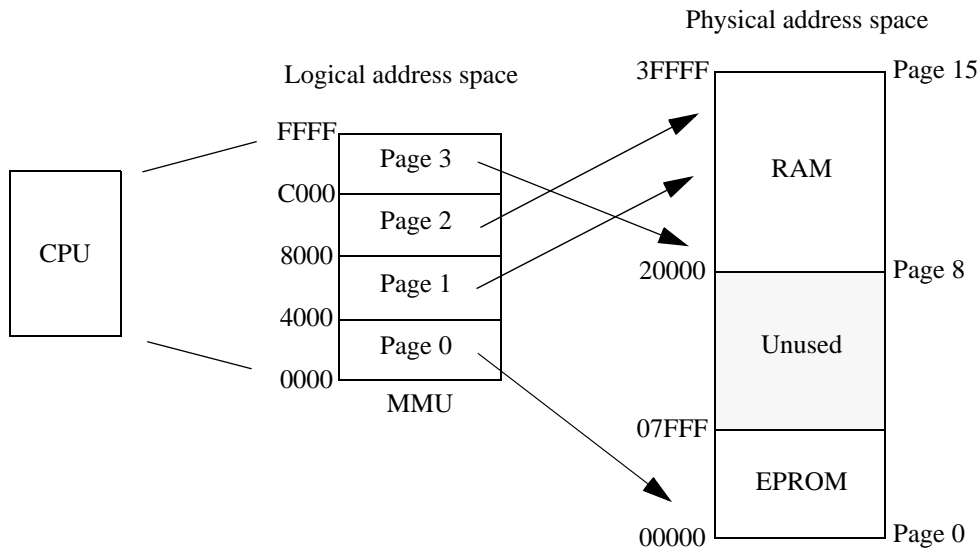 Physical address space
Logical address space
3FFFF
Page 15
FFFF
Page 3
RAM
C000
Page 2
CPU
8000
20000
Page 8
Page 1
4000
Page 0
Unused
0000
MMU
07FFF
EPROM
00000
Page 0